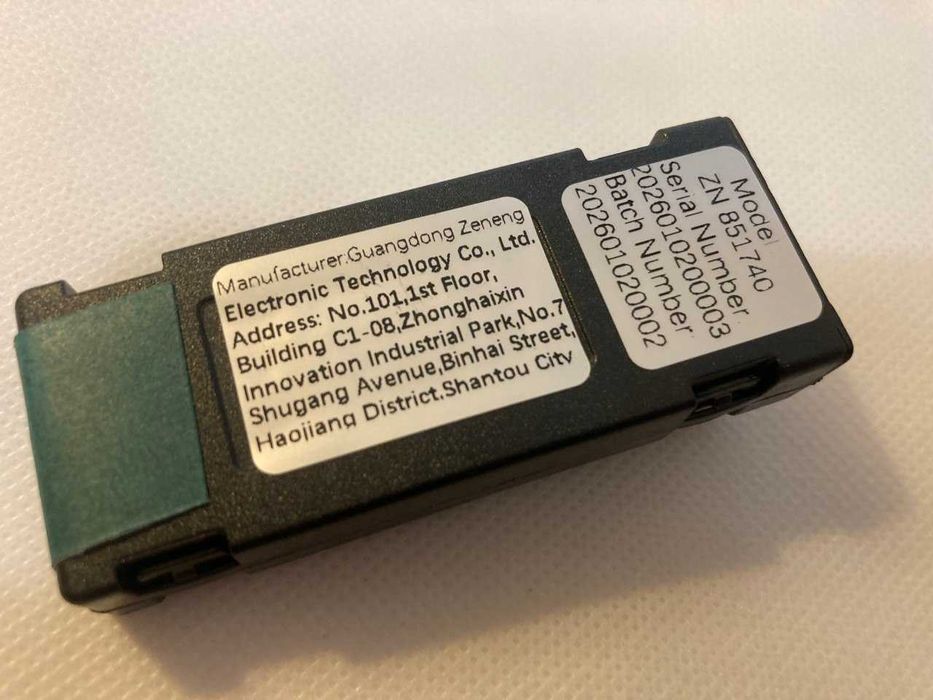 Manufacturer:Guangdong Zeneng
Electronic Technology Co., Ltd.
Address: No.101,1st Floor,
Building C1-08,Zhonghaixin
Innovation Industrial Park,No.7
Shugang Avenue,Binhai Street,
Haojiang District.Shantou City
Model
ZN 851740
Serial Number
2026010200003
Batch Number
202601020002